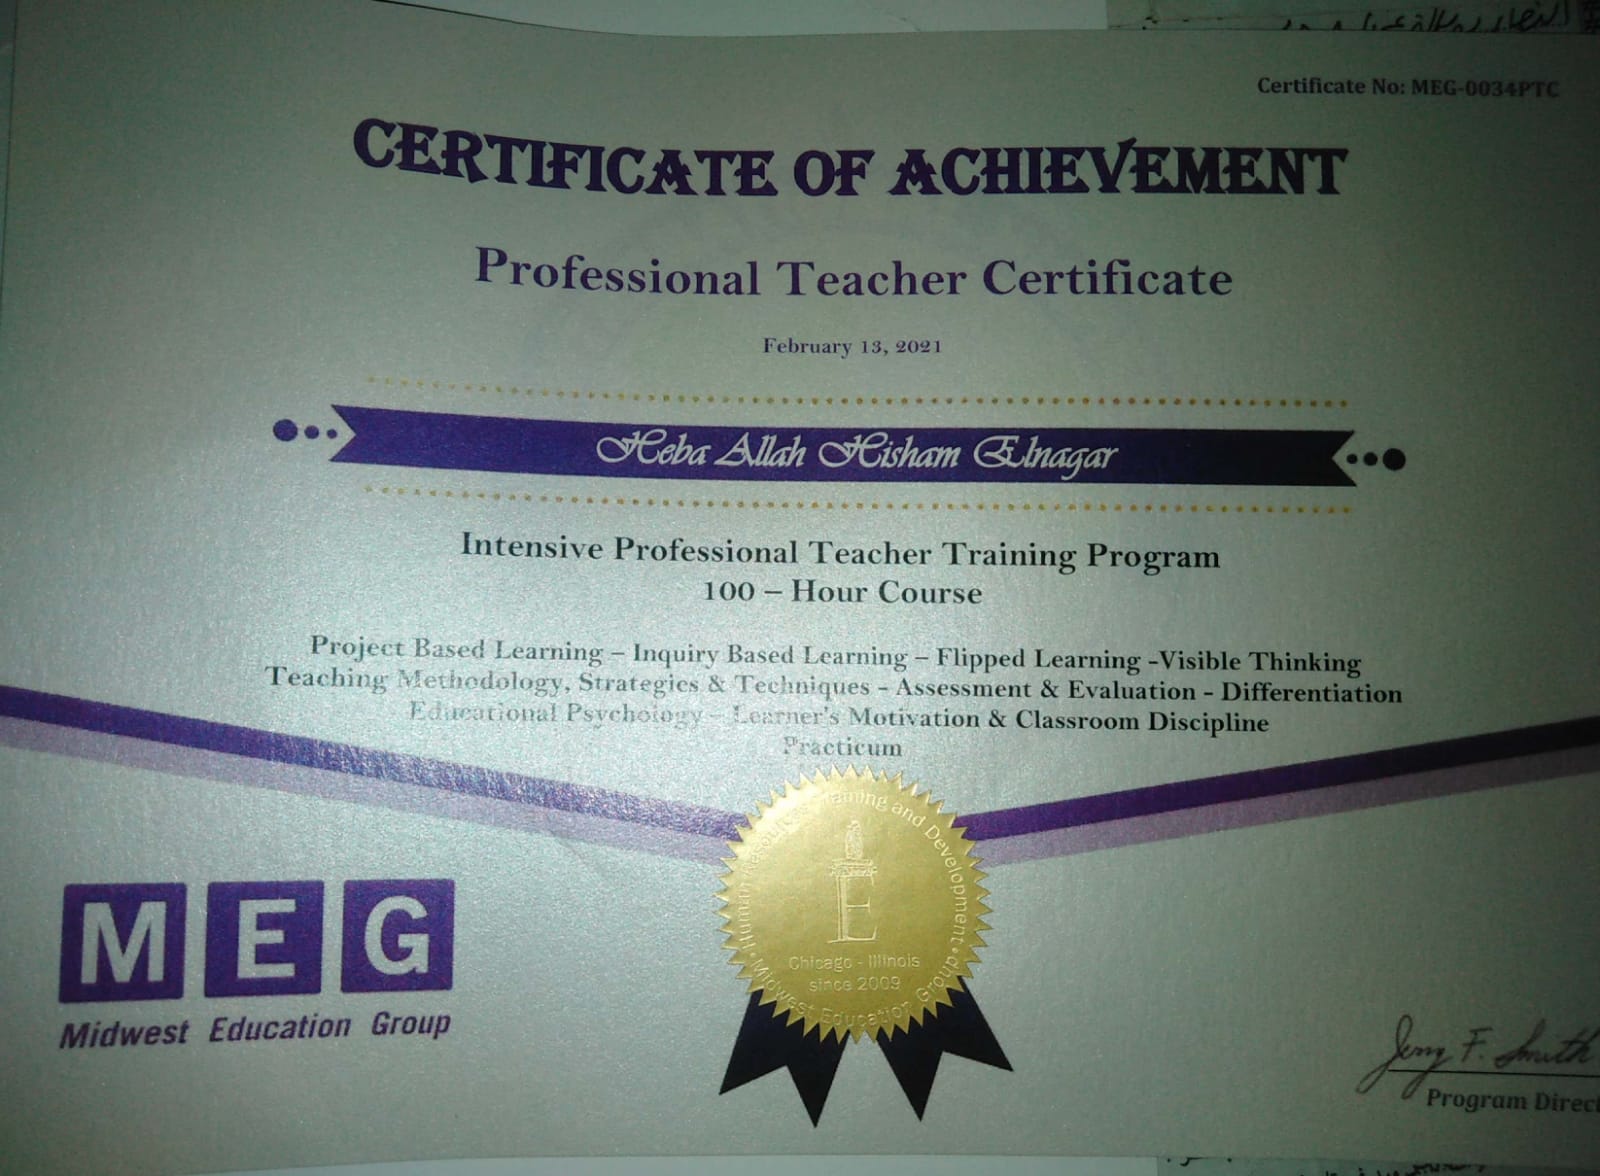 Certificate No: MEG-0034PTC
CERTIFICATE OF ACHIEVEMENT
Professional Teacher Certificate
February 13, 2021
Heba Allah Hisham Elnagar
Intensive Professional Teacher Training Program
100 – Hour Course
Project Based Learning – Inquiry Based Learning – Flipped Learning -Visible Thinking
Teaching Methodology, Strategies & Techniques - Assessment & Evaluation - Differentiation
Educational Psychology – Learner's Motivation & Classroom Discipline
Practicum
Human Resources Training and Development
E
Chicago - Illinois
since 2009
Midwest Education Group
MEG
Midwest Education Group
Jerry F. Smith
Program Direc